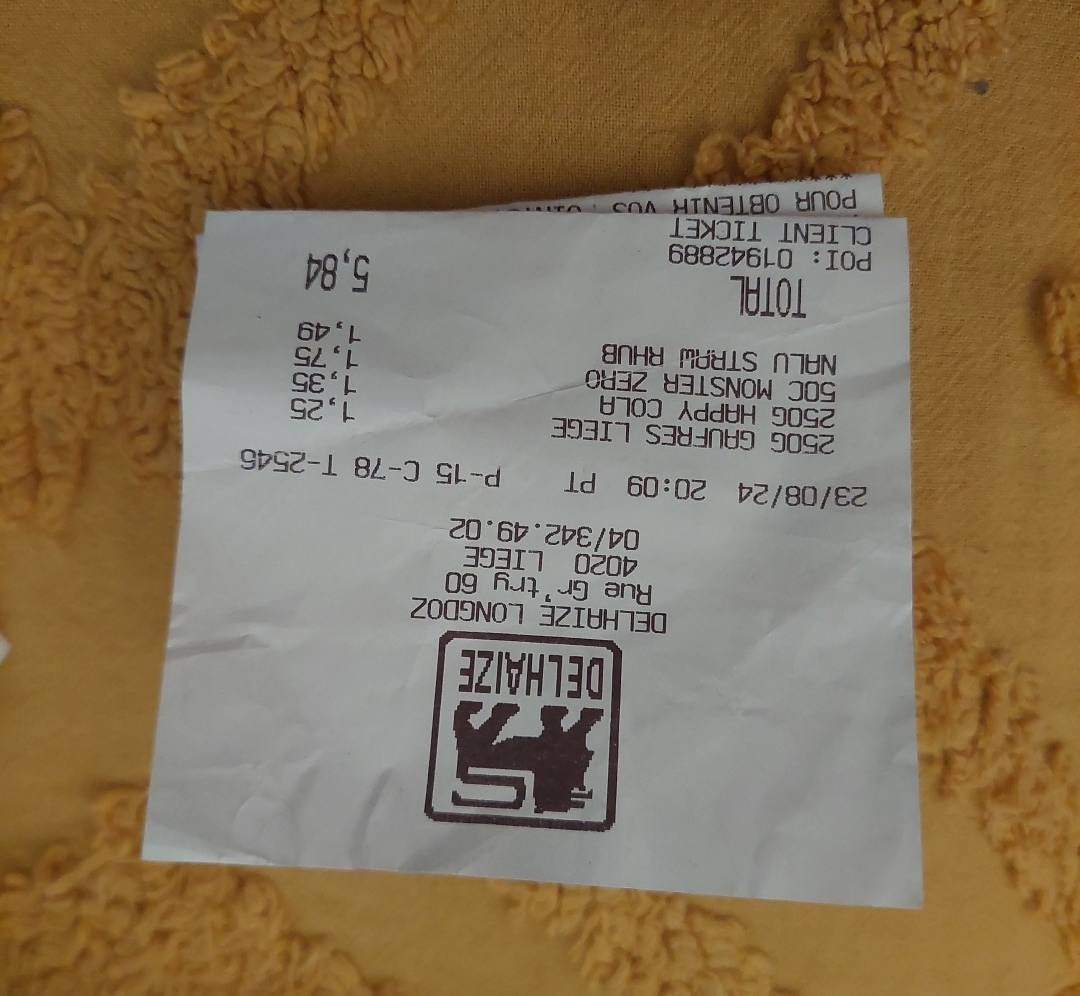 DELHAIZE
DELHAIZE LONGDOZ
Rue Gr'try 60
4020 LIEGE
04/342.49.02
23/08/24 20:09 PT P-15 C-78 T-2545
250G GAUFRES LIEGE 1,25
250G HAPPY COLA 1,35
50C MONSTER ZERO 1,75
NALU STRAW RHUB 1,49
TOTAL 5,84
POI: 01942889
CLIENT TICKET
POUR OBTENIR VOS